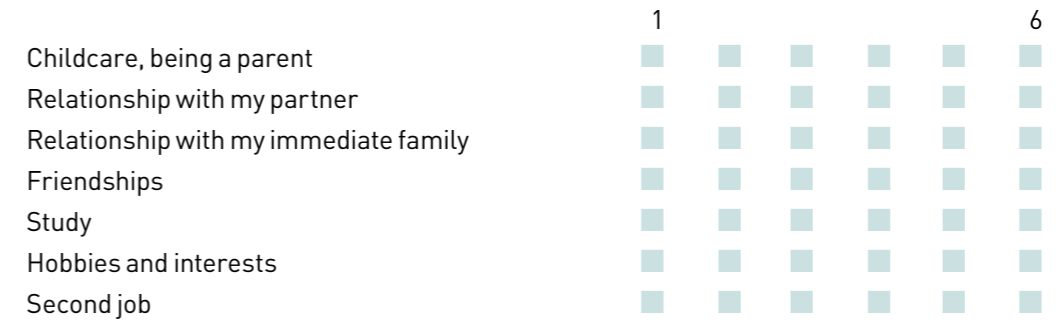 1 6
Childcare, being a parent
Relationship with my partner
Relationship with my immediate family
Friendships
Study
Hobbies and interests
Second job